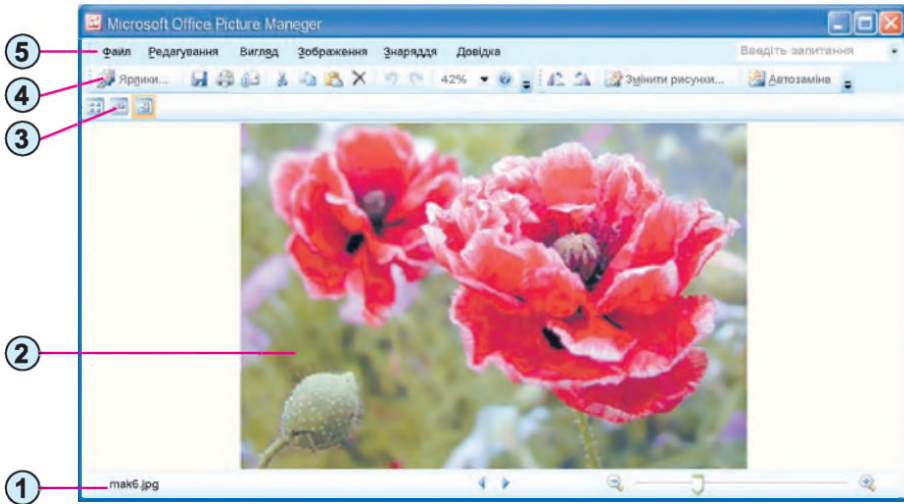 Microsoft Office Picture Maneger
5 Файл Редагування Вигляд Зображення Знаряддя Довідка Введіть запитання
4 Ярлики... 42% Змінити рисунки... Автозаміна
3
2
1 mak6.jpg